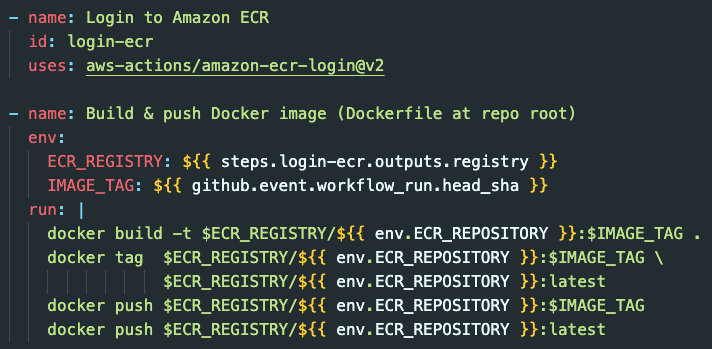 - name: Login to Amazon ECR
  id: login-ecr
  uses: aws-actions/amazon-ecr-login@v2

- name: Build & push Docker image (Dockerfile at repo root)
  env:
    ECR_REGISTRY: ${{ steps.login-ecr.outputs.registry }}
    IMAGE_TAG: ${{ github.event.workflow_run.head_sha }}
  run: |
    docker build -t $ECR_REGISTRY/${{ env.ECR_REPOSITORY }}:$IMAGE_TAG .
    docker tag  $ECR_REGISTRY/${{ env.ECR_REPOSITORY }}:$IMAGE_TAG \
                $ECR_REGISTRY/${{ env.ECR_REPOSITORY }}:latest
    docker push $ECR_REGISTRY/${{ env.ECR_REPOSITORY }}:$IMAGE_TAG
    docker push $ECR_REGISTRY/${{ env.ECR_REPOSITORY }}:latest